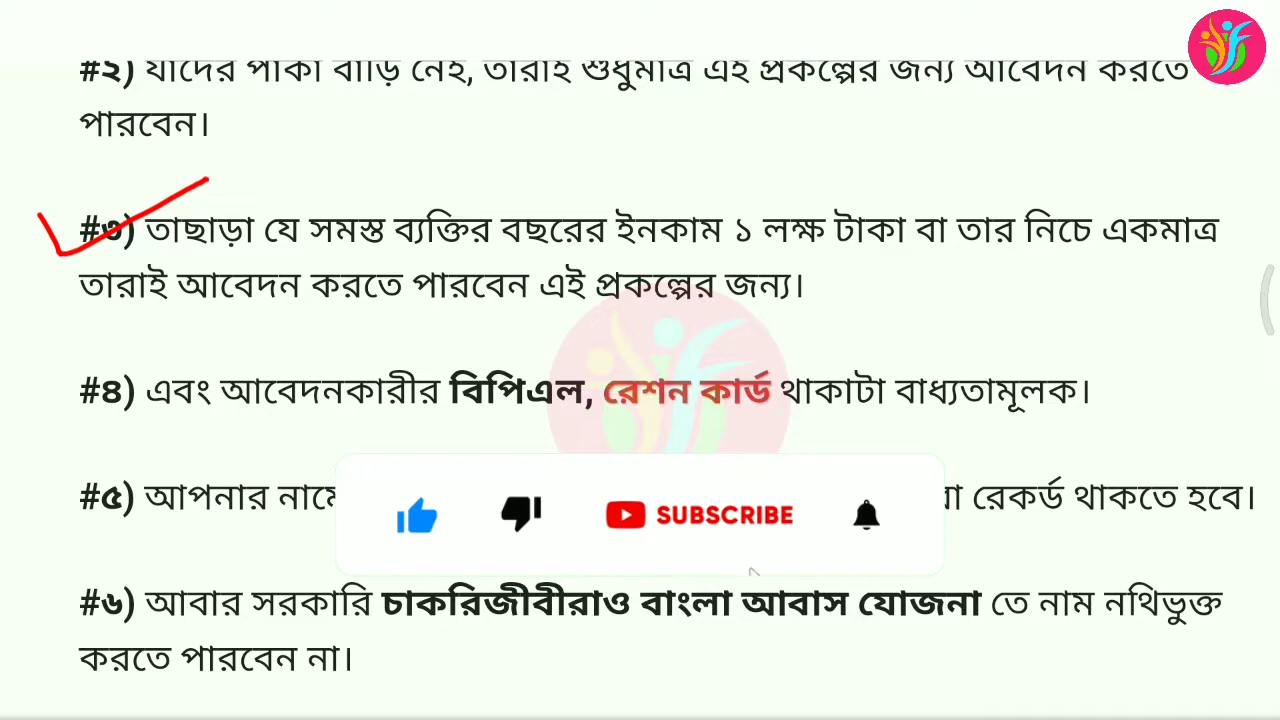 #২) যাদের পাকা বাড়ি নেই, তারাই শুধুমাত্র এই প্রকল্পের জন্য আবেদন করতে
পারবেন।
#৩) তাছাড়া যে সমস্ত ব্যক্তির বছরের ইনকাম ১ লক্ষ টাকা বা তার নিচে একমাত্র
তারাই আবেদন করতে পারবেন এই প্রকল্পের জন্য।
#৪) এবং আবেদনকারীর বিপিএল, রেশন কার্ড থাকাটা বাধ্যতামূলক।
#৫) আপনার রেকর্ড থাকতে হবে।
SUBSCRIBE
#৬) আবার সরকারি চাকরিজীবীরাও বাংলা আবাস যোজনা তে নাম নথিভুক্ত
করতে পারবেন না।